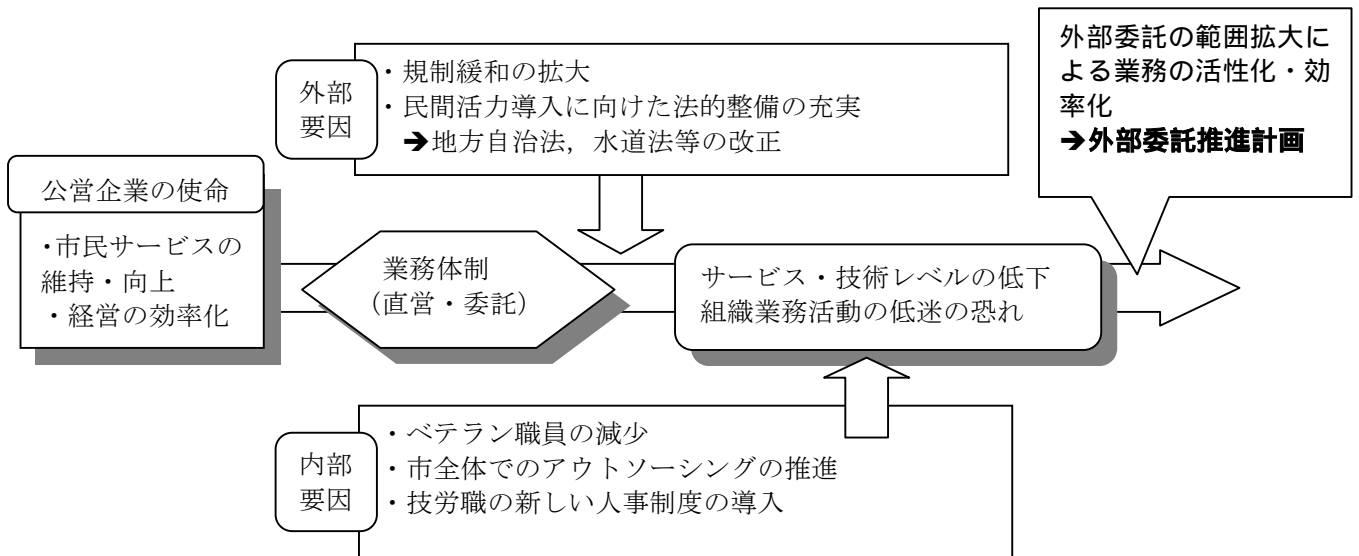 外部委託の範囲拡大に
よる業務の活性化・効
率化
➔外部委託推進計画
外部
要因
・規制緩和の拡大
・民間活力導入に向けた法的整備の充実
➔地方自治法，水道法等の改正
公営企業の使命
・市民サービスの
維持・向上
・経営の効率化
業務体制
（直営・委託）
サービス・技術レベルの低下
組織業務活動の低迷の恐れ
内部
要因
・ベテラン職員の減少
・市全体でのアウトソーシングの推進
・技労職の新しい人事制度の導入